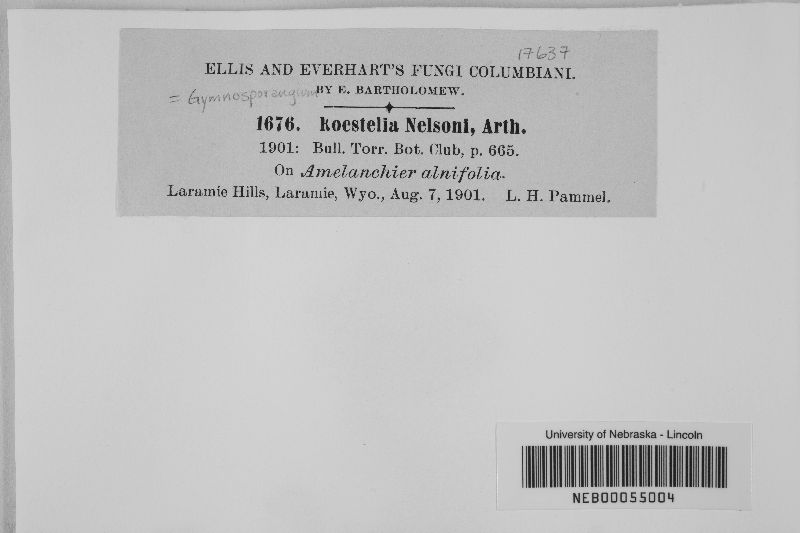 17637
ELLIS AND EVERHART'S FUNGI COLUMBIANI.
BY E. BARTHOLOMEW.
= Gymnosporangium
1676. Roestelia Nelsoni, Arth.
1901: Bull. Torr. Bot. Club, p. 665.
On Amelanchier alnifolia.
Laramie Hills, Laramie, Wyo., Aug. 7, 1901. L. H. Pammel.
University of Nebraska - Lincoln
NEB00055004